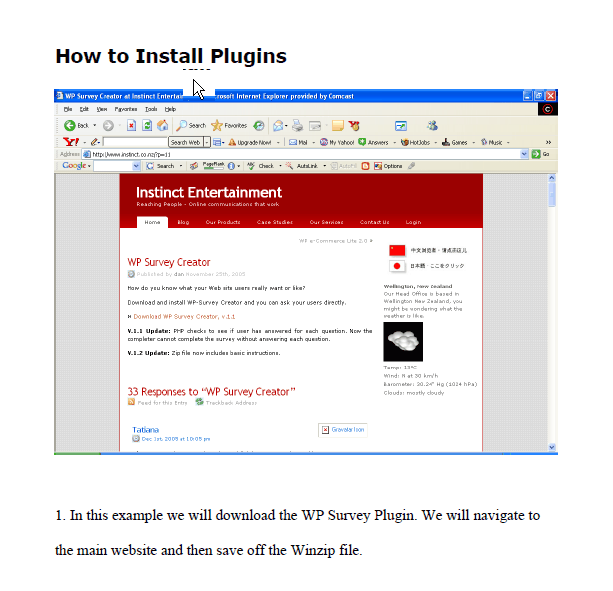 How to Install Plugins
WP Survey Creator at Instinct Entertai
rosoft Internet Explorer provided by Comcast
File Edit View Favorites Tools Help
Back Search Favorites
Y! Search Web Upgrade Now! Mail My Yahoo! Answers HotJobs Games Music »
Address http://www.instinct.co.nz/?p=11 Go
Google Search PageRank Check AutoLink AutoFill Options
Instinct Entertainment
Reaching People - Online communications that work
Home Blog Our Products Case Studies Our Services Contact Us Login
WP e-Commerce Lite 2.0 »
WP Survey Creator
Published by dan November 25th, 2005
How do you know what your Web site users really want or like?
Download and install WP-Survey Creator and you can ask your users directly.
» Download WP Survey Creator, v.1.1
V.1.1 Update: PHP checks to see if user has answered for each question. Now the
completer cannot complete the survey without answering each question.
V.1.2 Update: Zip file now includes basic instructions.
33 Responses to “WP Survey Creator”
Feed for this Entry Trackback Address
Tatiana
Dec 1st, 2005 at 10:05 pm
Gravatar Icon
中文浏览者 - 请点击这儿
日本語 - ここをクリック
Wellington, New Zealand
Our Head Office is based in
Wellington New Zealand, you
might be wondering what the
weather is like.
Temp: 13°C
Wind: N at 30 km/h
Barometer: 30.24" Hg (1024 hPa)
Clouds: mostly cloudy
1. In this example we will download the WP Survey Plugin. We will navigate to
the main website and then save off the Winzip file.